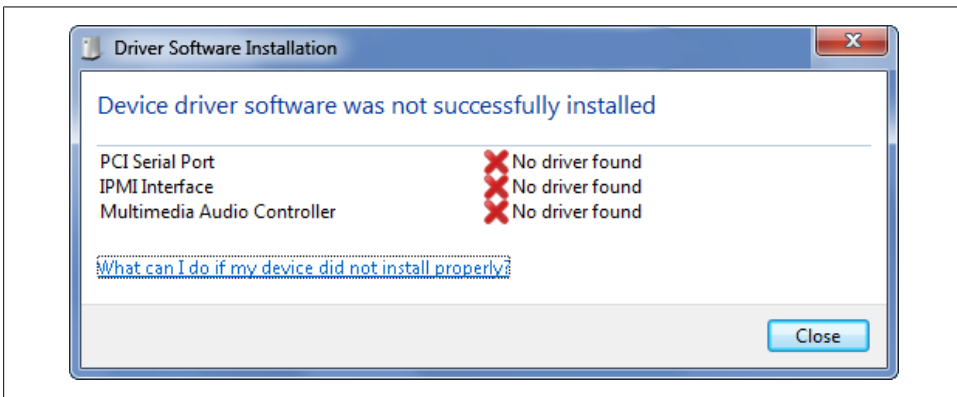 Driver Software Installation
Device driver software was not successfully installed
PCI Serial Port No driver found
IPMI Interface No driver found
Multimedia Audio Controller No driver found
What can I do if my device did not install properly?
Close